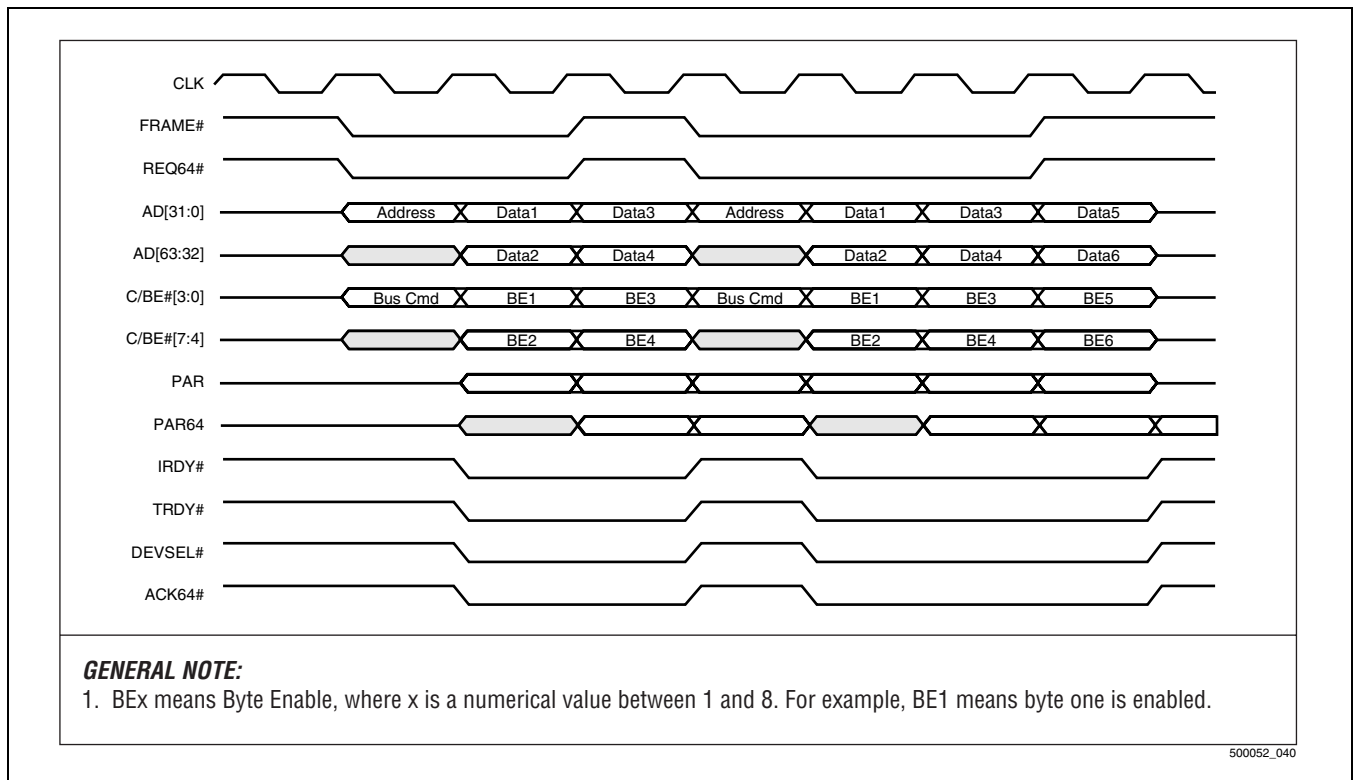 CLK
FRAME#
REQ64#
AD[31:0] Address Data1 Data3 Address Data1 Data3 Data5
AD[63:32] Data2 Data4 Data2 Data4 Data6
C/BE#[3:0] Bus Cmd BE1 BE3 Bus Cmd BE1 BE3 BE5
C/BE#[7:4] BE2 BE4 BE2 BE4 BE6
PAR
PAR64
IRDY#
TRDY#
DEVSEL#
ACK64#
GENERAL NOTE:
1. BEx means Byte Enable, where x is a numerical value between 1 and 8. For example, BE1 means byte one is enabled.
500052_040